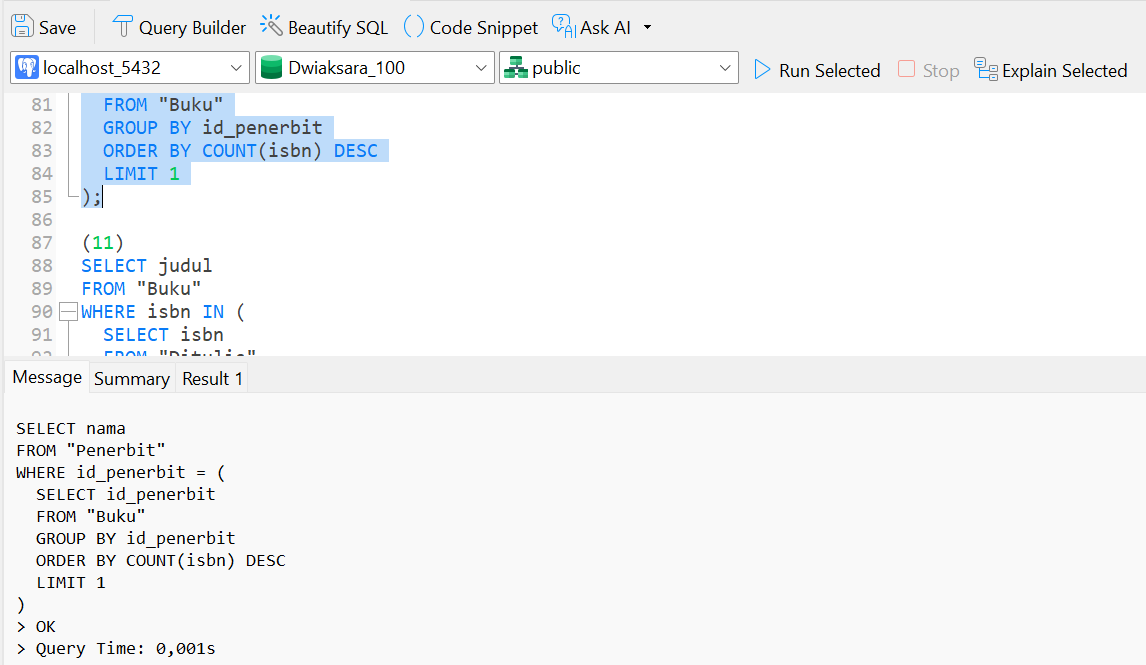 Save Query Builder Beautify SQL Code Snippet Ask AI
localhost_5432 Dwiaksara_100 public Run Selected Stop Explain Selected
81 FROM "Buku"
82 GROUP BY id_penerbit
83 ORDER BY COUNT(isbn) DESC
84 LIMIT 1
85 );
86
87 (11)
88 SELECT judul
89 FROM "Buku"
90 WHERE isbn IN (
91 SELECT isbn
92 FROM "Ditulis"
Message Summary Result 1
SELECT nama
FROM "Penerbit"
WHERE id_penerbit = (
SELECT id_penerbit
FROM "Buku"
GROUP BY id_penerbit
ORDER BY COUNT(isbn) DESC
LIMIT 1
)
> OK
> Query Time: 0,001s